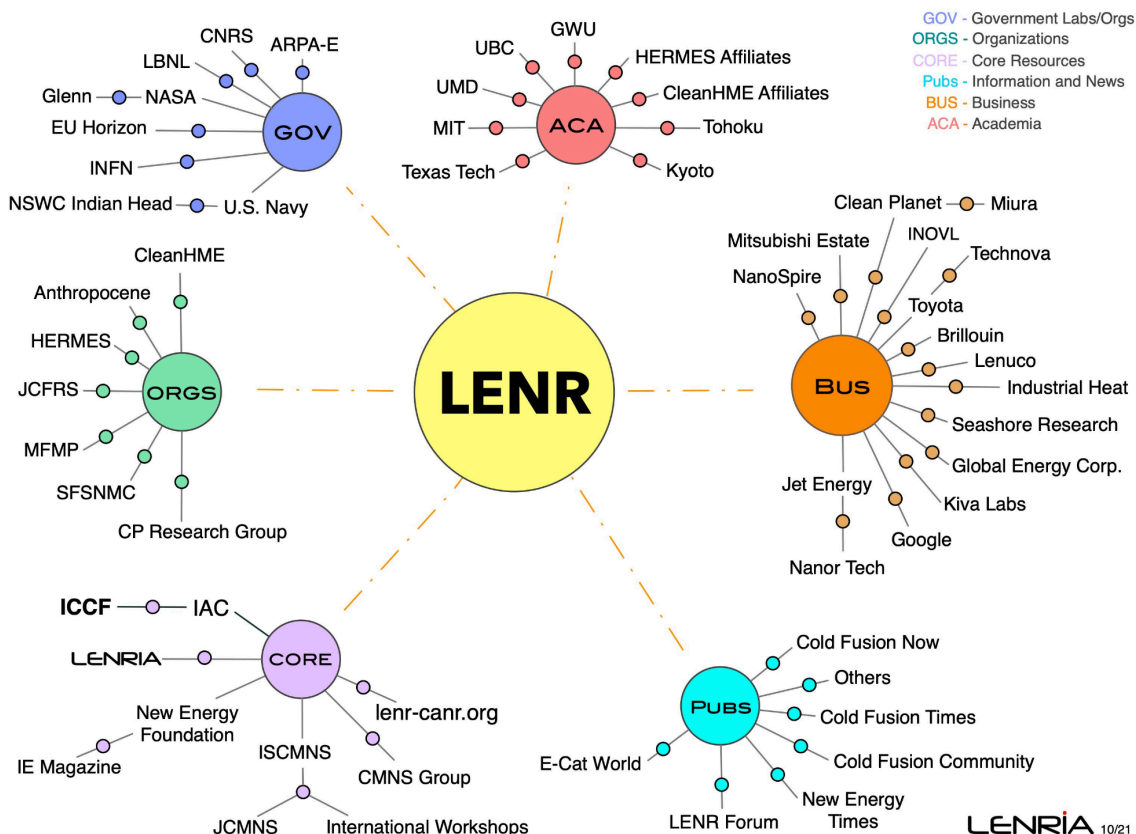 GOV - Government Labs/Orgs
ORGS - Organizations
CORE - Core Resources
Pubs - Information and News
BUS - Business
ACA - Academia
CNRS
ARPA-E
LBNL
Glenn
NASA
EU Horizon
INFN
NSWC Indian Head
U.S. Navy
GOV
GWU
UBC
HERMES Affiliates
UMD
CleanHME Affiliates
MIT
Tohoku
Texas Tech
Kyoto
ACA
CleanHME
Anthropocene
HERMES
JCFRS
MFMP
SFSNMC
CP Research Group
ORGS
LENR
Clean Planet
Miura
Mitsubishi Estate
INOVL
NanoSpire
Technova
Toyota
Brillouin
Lenuco
Industrial Heat
Seashore Research
Global Energy Corp.
Kiva Labs
Google
Jet Energy
Nanor Tech
BUS
ICCF
IAC
LENRIA
CORE
New Energy
Foundation
IE Magazine
ISCMNS
JCMNS
International Workshops
CMNS Group
lenr-canr.org
PUBS
Cold Fusion Now
Others
Cold Fusion Times
Cold Fusion Community
New Energy
Times
LENR Forum
E-Cat World
LENRIA 10/21